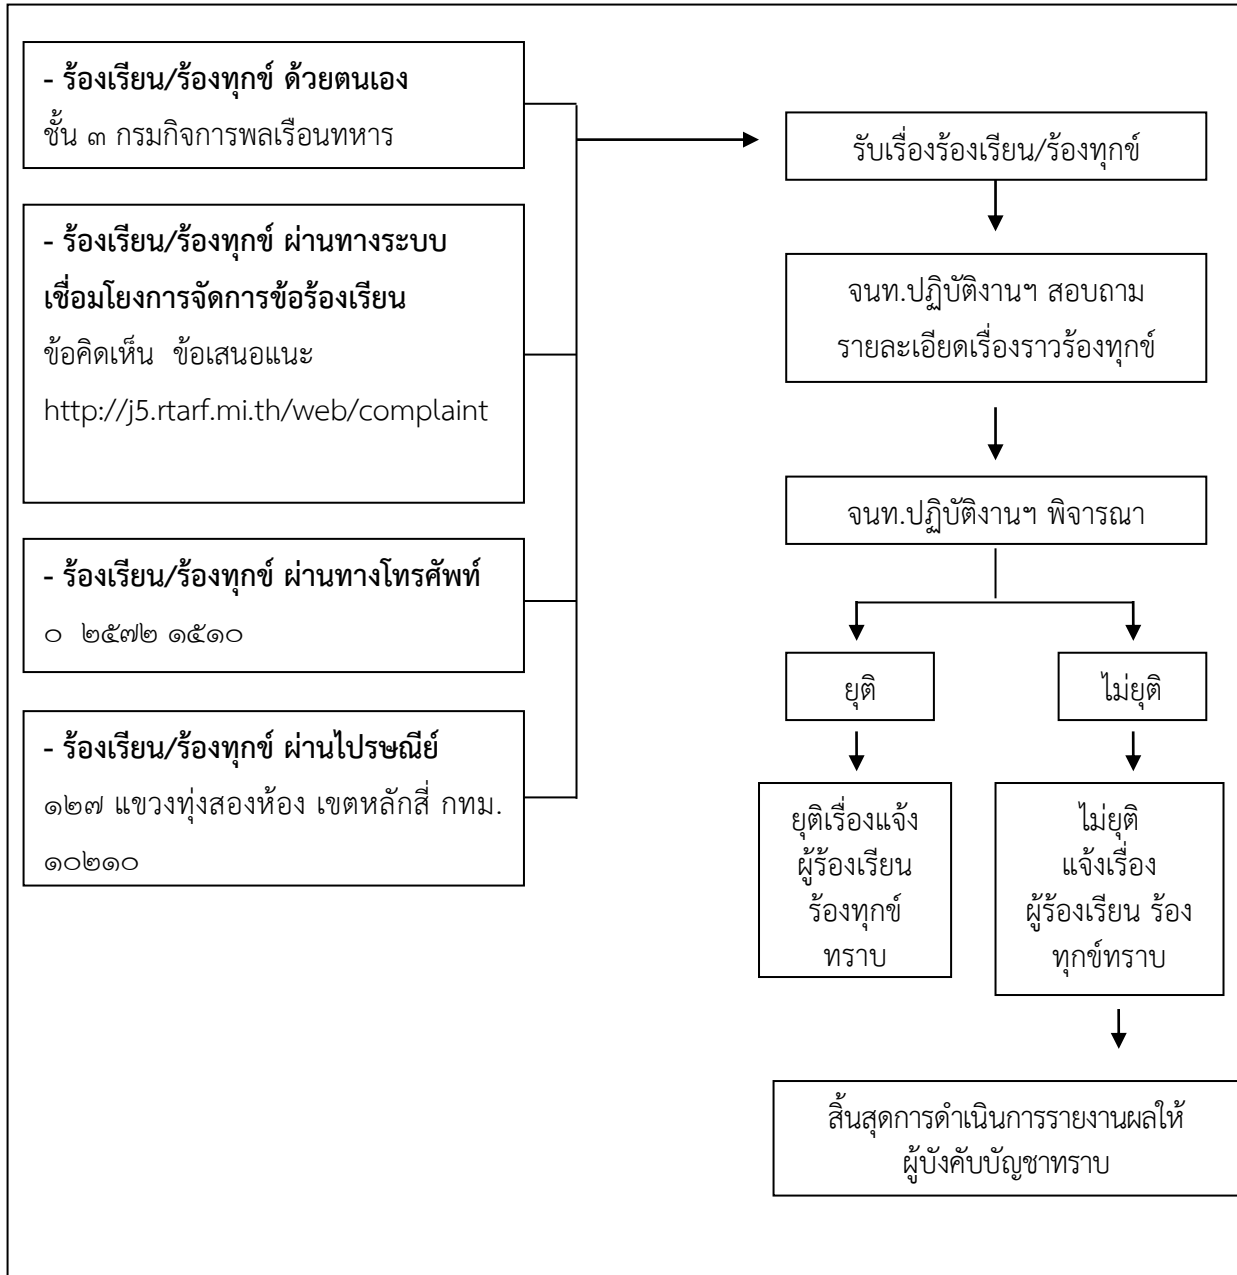 - ร้องเรียน/ร้องทุกข์ ด้วยตนเอง
ชั้น ๓ กรมกิจการพลเรือนทหาร
- ร้องเรียน/ร้องทุกข์ ผ่านทางระบบ
เชื่อมโยงการจัดการข้อร้องเรียน
ข้อคิดเห็น ข้อเสนอแนะ
http://j5.rtarf.mi.th/web/complaint
- ร้องเรียน/ร้องทุกข์ ผ่านทางโทรศัพท์
๐ ๒๕๗๒ ๑๕๑๐
- ร้องเรียน/ร้องทุกข์ ผ่านไปรษณีย์
๑๒๗ แขวงทุ่งสองห้อง เขตหลักสี่ กทม.
๑๐๒๑๐
รับเรื่องร้องเรียน/ร้องทุกข์
จนท.ปฏิบัติงานฯ สอบถาม
รายละเอียดเรื่องราวร้องทุกข์
จนท.ปฏิบัติงานฯ พิจารณา
ยุติ
ไม่ยุติ
ยุติเรื่องแจ้ง
ผู้ร้องเรียน
ร้องทุกข์
ทราบ
ไม่ยุติ
แจ้งเรื่อง
ผู้ร้องเรียน ร้อง
ทุกข์ทราบ
สิ้นสุดการดำเนินการรายงานผลให้
ผู้บังคับบัญชาทราบ